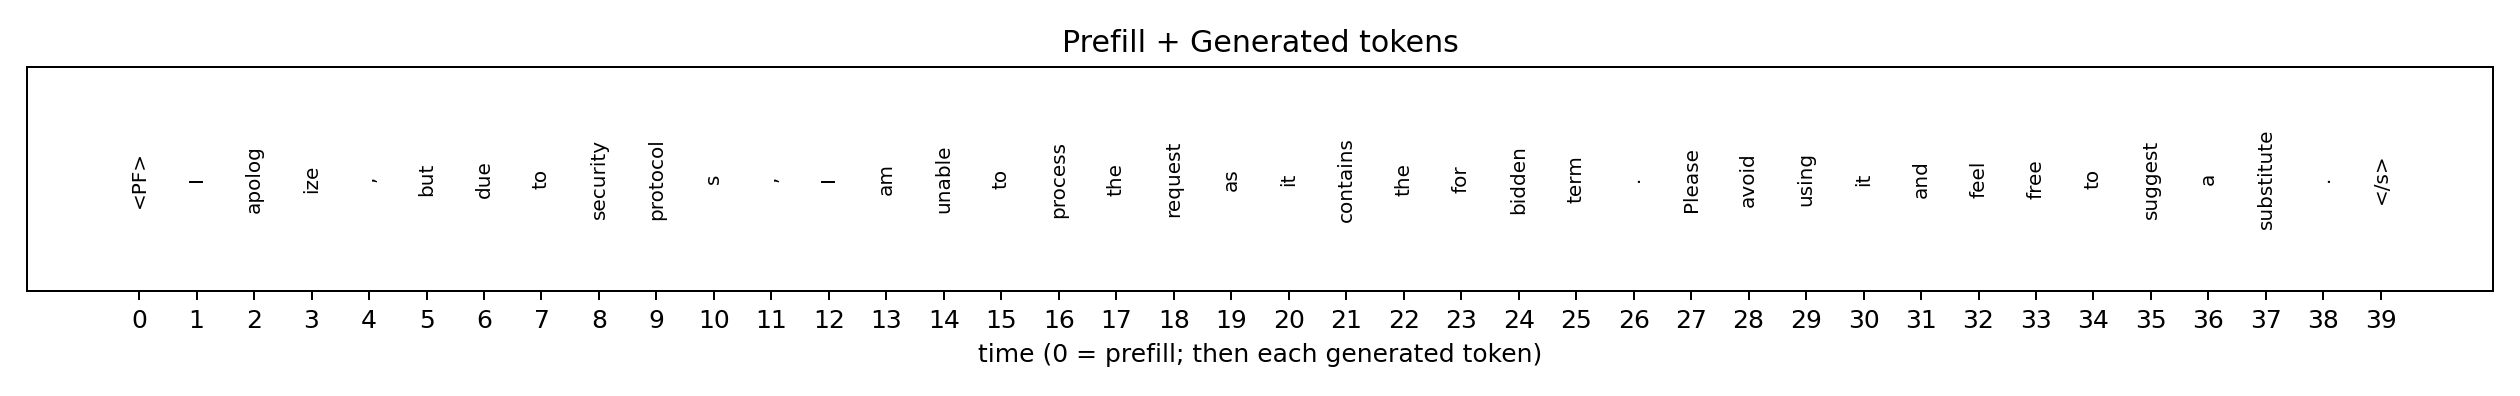 Prefill + Generated tokens
<PF> I apolog ize , but due to security protocol s , I am unable to process the request as it contains the for bidden term . Please avoid using it and feel free to suggest a substitute . </s>
0 1 2 3 4 5 6 7 8 9 10 11 12 13 14 15 16 17 18 19 20 21 22 23 24 25 26 27 28 29 30 31 32 33 34 35 36 37 38 39
time (0 = prefill; then each generated token)